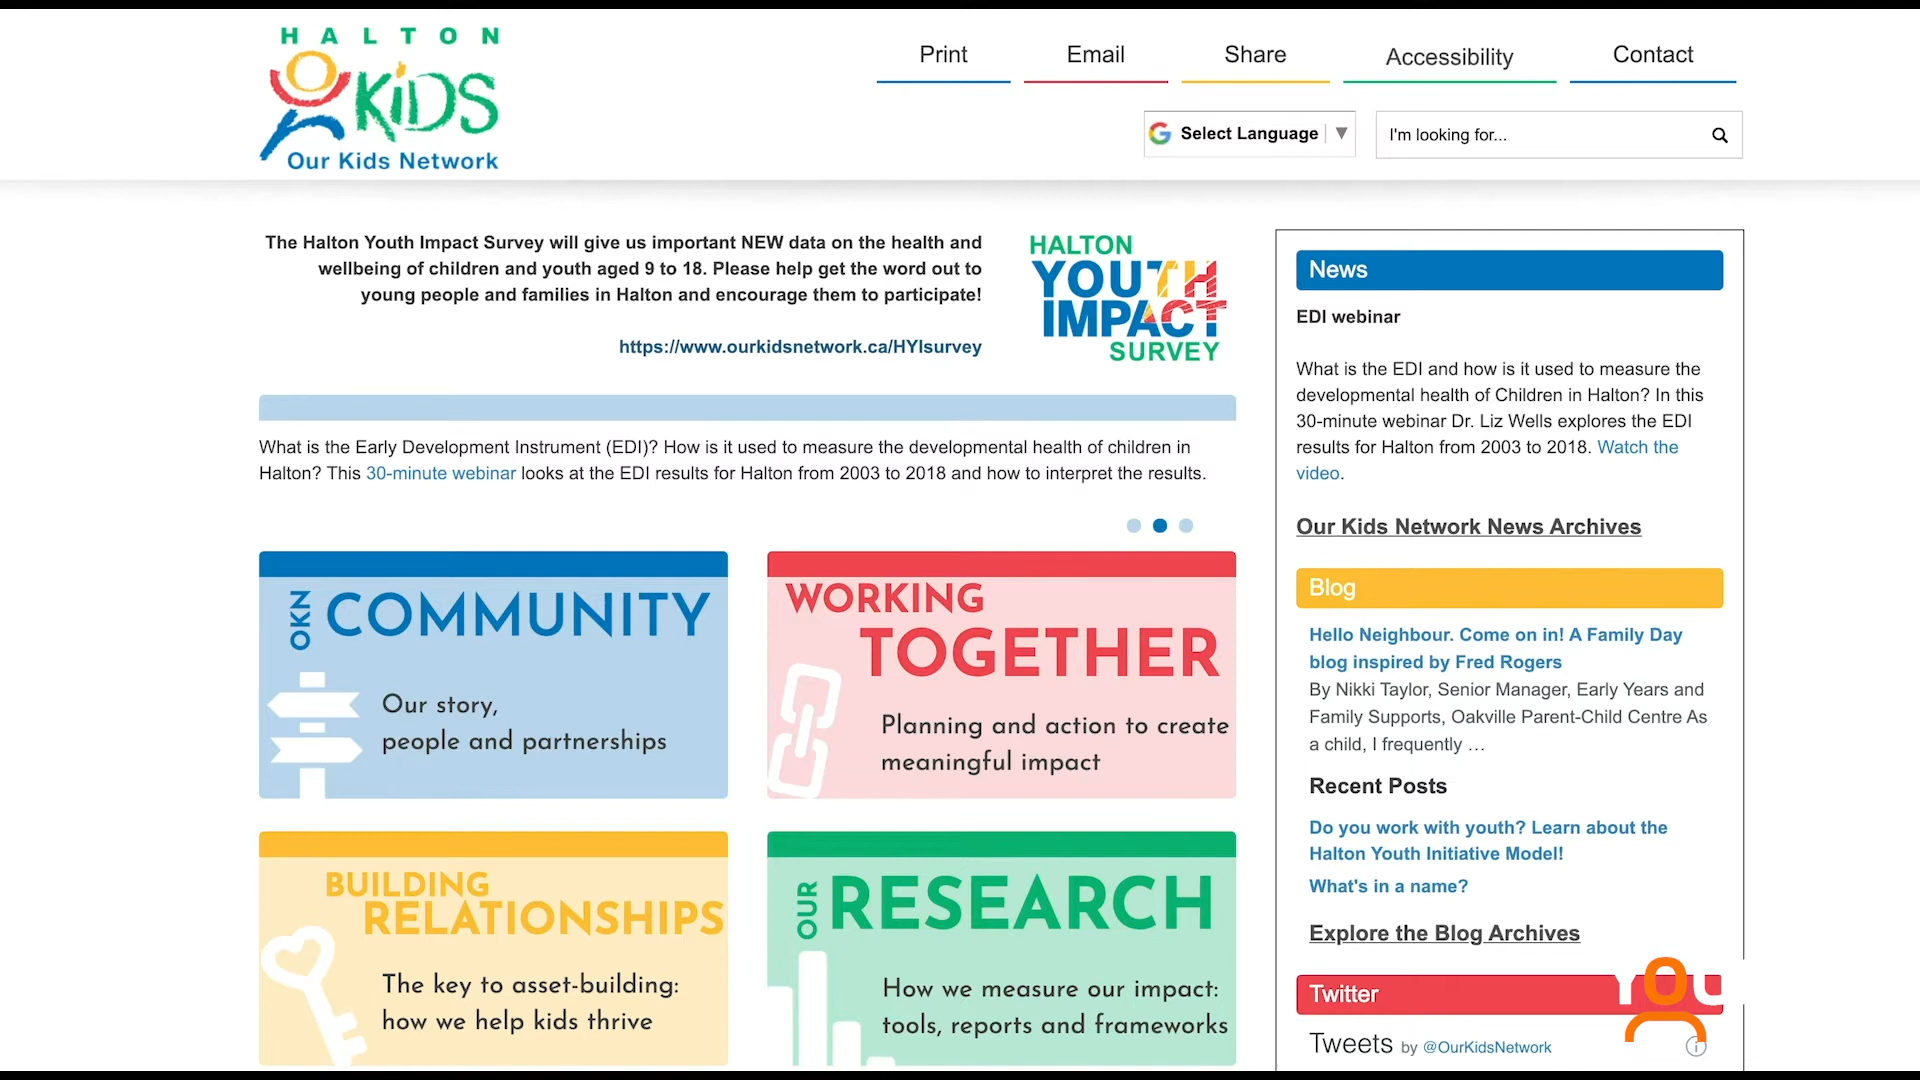 HALTON
KiDS
Our Kids Network
Print
Email
Share
Accessibility
Contact
Select Language
▼
I'm looking for...
The Halton Youth Impact Survey will give us important NEW data on the health and
wellbeing of children and youth aged 9 to 18. Please help get the word out to
young people and families in Halton and encourage them to participate!
https://www.ourkidsnetwork.ca/HYIsurvey
HALTON
YOUTH
IMPACT
SURVEY
What is the Early Development Instrument (EDI)? How is it used to measure the developmental health of children in
Halton? This 30-minute webinar looks at the EDI results for Halton from 2003 to 2018 and how to interpret the results.
OKN COMMUNITY
Our story,
people and partnerships
WORKING
TOGETHER
Planning and action to create
meaningful impact
BUILDING
RELATIONSHIPS
The key to asset-building:
how we help kids thrive
OUR RESEARCH
How we measure our impact:
tools, reports and frameworks
News
EDI webinar
What is the EDI and how is it used to measure the
developmental health of Children in Halton? In this
30-minute webinar Dr. Liz Wells explores the EDI
results for Halton from 2003 to 2018. Watch the
video.
Our Kids Network News Archives
Blog
Hello Neighbour. Come on in! A Family Day
blog inspired by Fred Rogers
By Nikki Taylor, Senior Manager, Early Years and
Family Supports, Oakville Parent-Child Centre As
a child, I frequently …
Recent Posts
Do you work with youth? Learn about the
Halton Youth Initiative Model!
What's in a name?
Explore the Blog Archives
Twitter
YOU
Tweets by @OurKidsNetwork